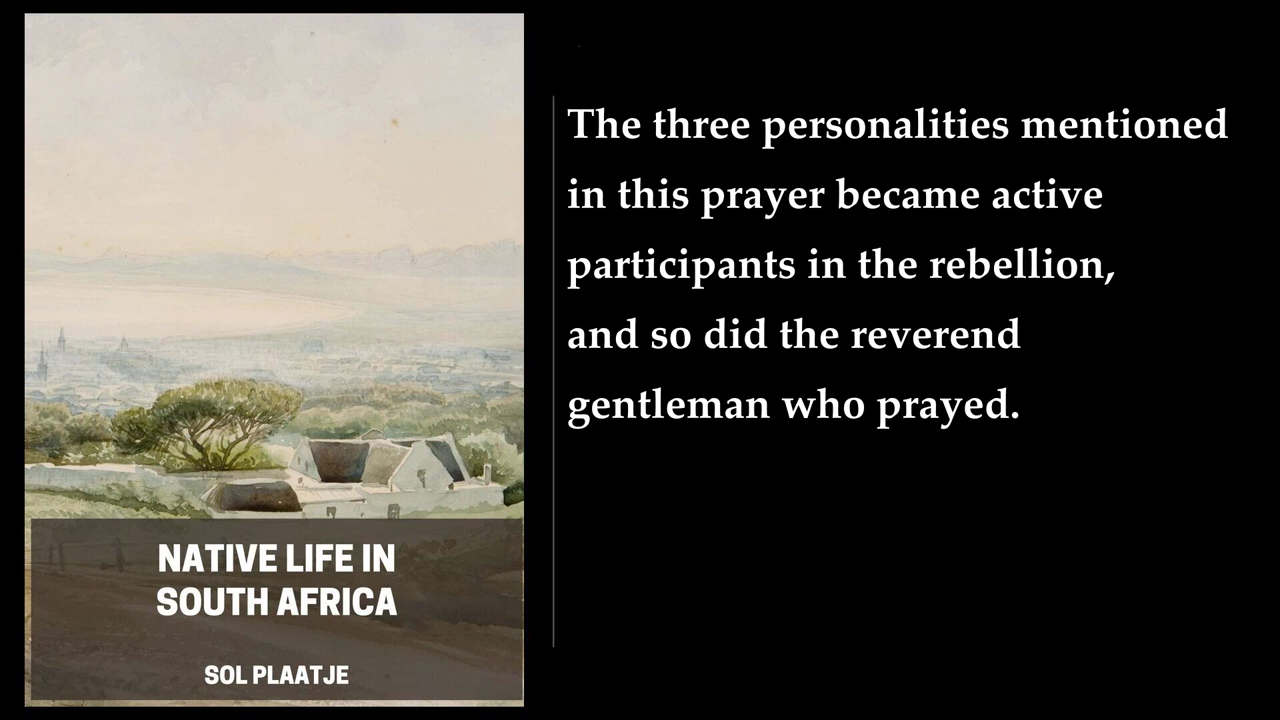 NATIVE LIFE IN
SOUTH AFRICA
SOL PLAATJE
The three personalities mentioned
in this prayer became active
participants in the rebellion,
and so did the reverend
gentleman who prayed.